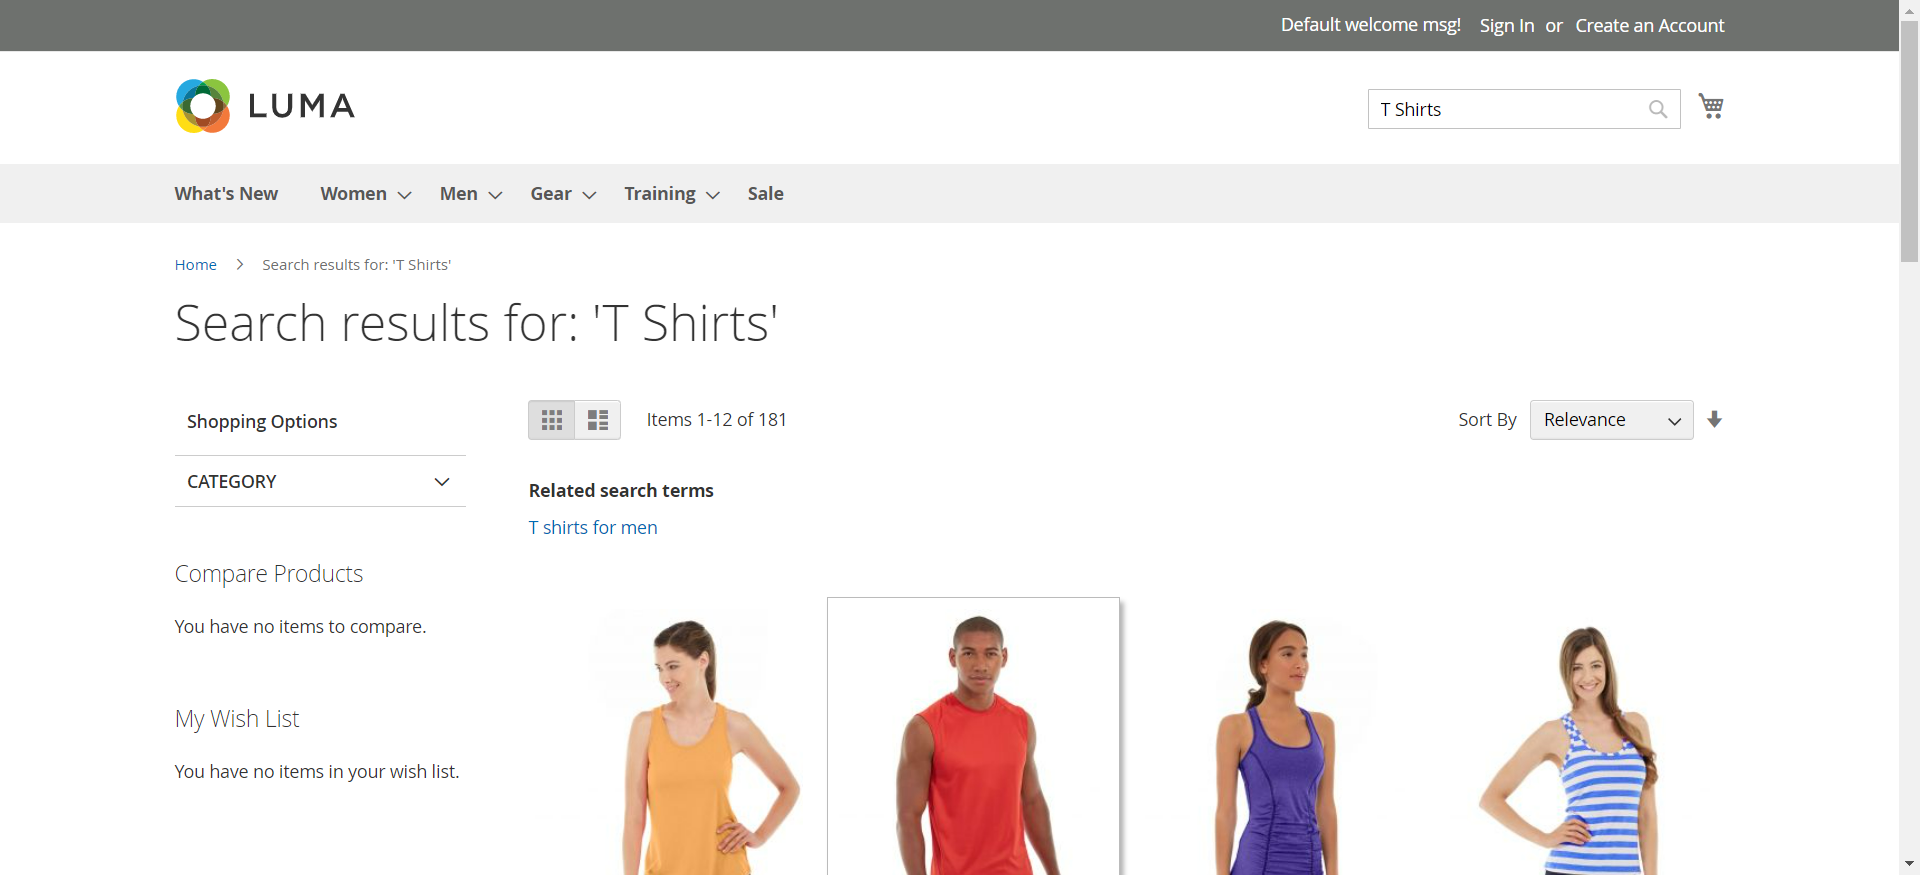 Default welcome msg! Sign In or Create an Account
LUMA
T Shirts
What's New Women Men Gear Training Sale
Home Search results for: 'T Shirts'
Search results for: 'T Shirts'
Shopping Options
Items 1-12 of 181
Sort By Relevance
CATEGORY
Related search terms
T shirts for men
Compare Products
You have no items to compare.
My Wish List
You have no items in your wish list.